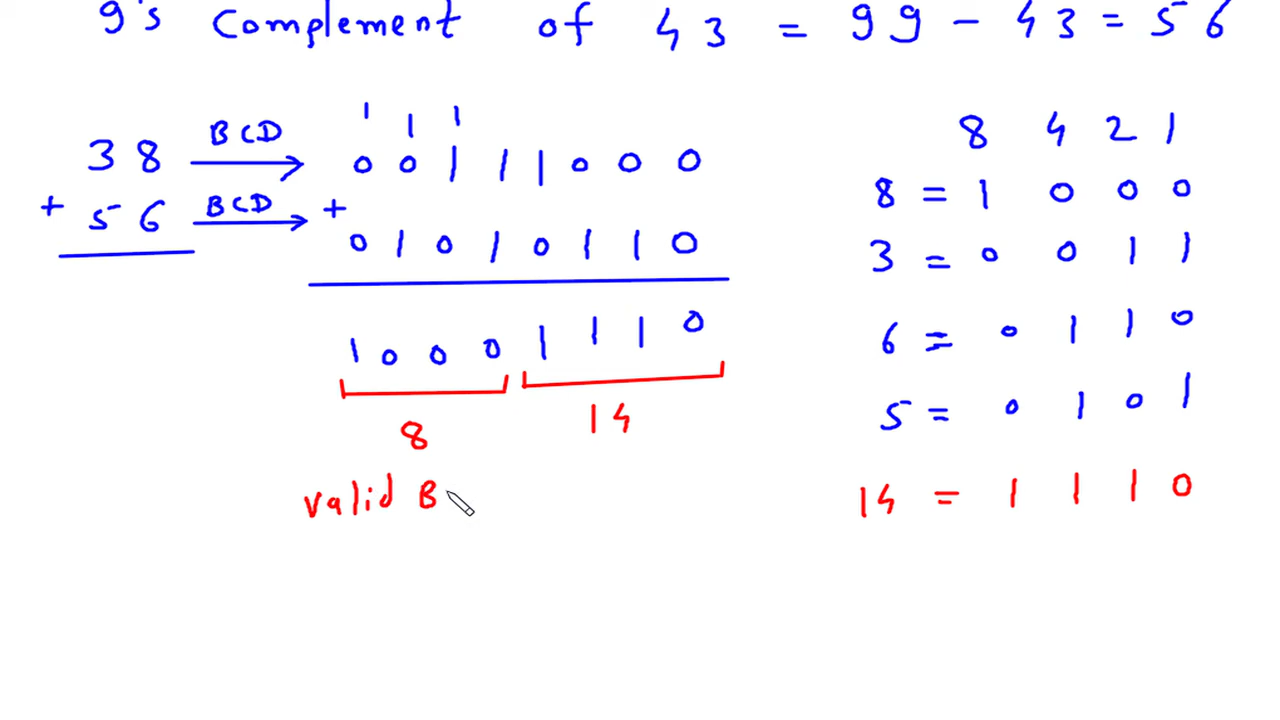 9's complement of 43 = 99 - 43 = 56
1 1 1
38 BCD 0 0 1 1 1 0 0 0
+ 56 BCD + 0 1 0 1 0 1 1 0
1 0 0 0 1 1 1 0
8 14
valid B
8 4 2 1
8 = 1 0 0 0
3 = 0 0 1 1
6 = 0 1 1 0
5 = 0 1 0 1
14 = 1 1 1 0